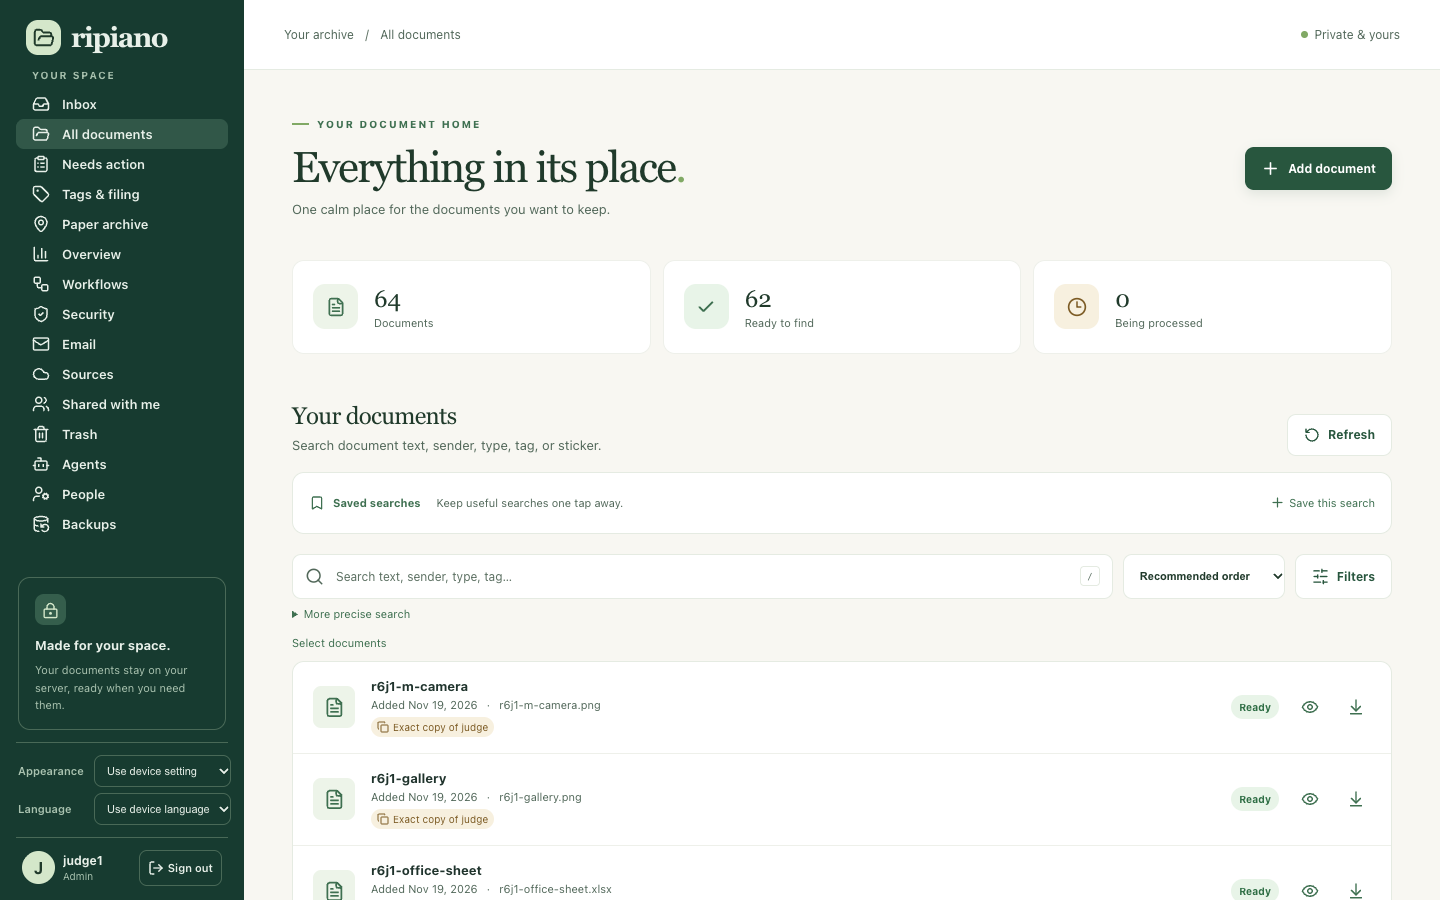 ripiano
YOUR SPACE
Inbox
All documents
Needs action
Tags & filing
Paper archive
Overview
Workflows
Security
Email
Sources
Shared with me
Trash
Agents
People
Backups
Made for your space.
Your documents stay on your
server, ready when you need
them.
Appearance Use device setting
Language Use device language
J judge1
Admin
Sign out
Your archive / All documents
Private & yours
YOUR DOCUMENT HOME
Everything in its place.
One calm place for the documents you want to keep.
Add document
64
Documents
62
Ready to find
0
Being processed
Your documents
Search document text, sender, type, tag, or sticker.
Refresh
Saved searches Keep useful searches one tap away.
Save this search
Search text, sender, type, tag... /
Recommended order
Filters
More precise search
Select documents
r6j1-m-camera
Added Nov 19, 2026 · r6j1-m-camera.png
Exact copy of judge
Ready
r6j1-gallery
Added Nov 19, 2026 · r6j1-gallery.png
Exact copy of judge
Ready
r6j1-office-sheet
Added Nov 19, 2026 · r6j1-office-sheet.xlsx
Ready